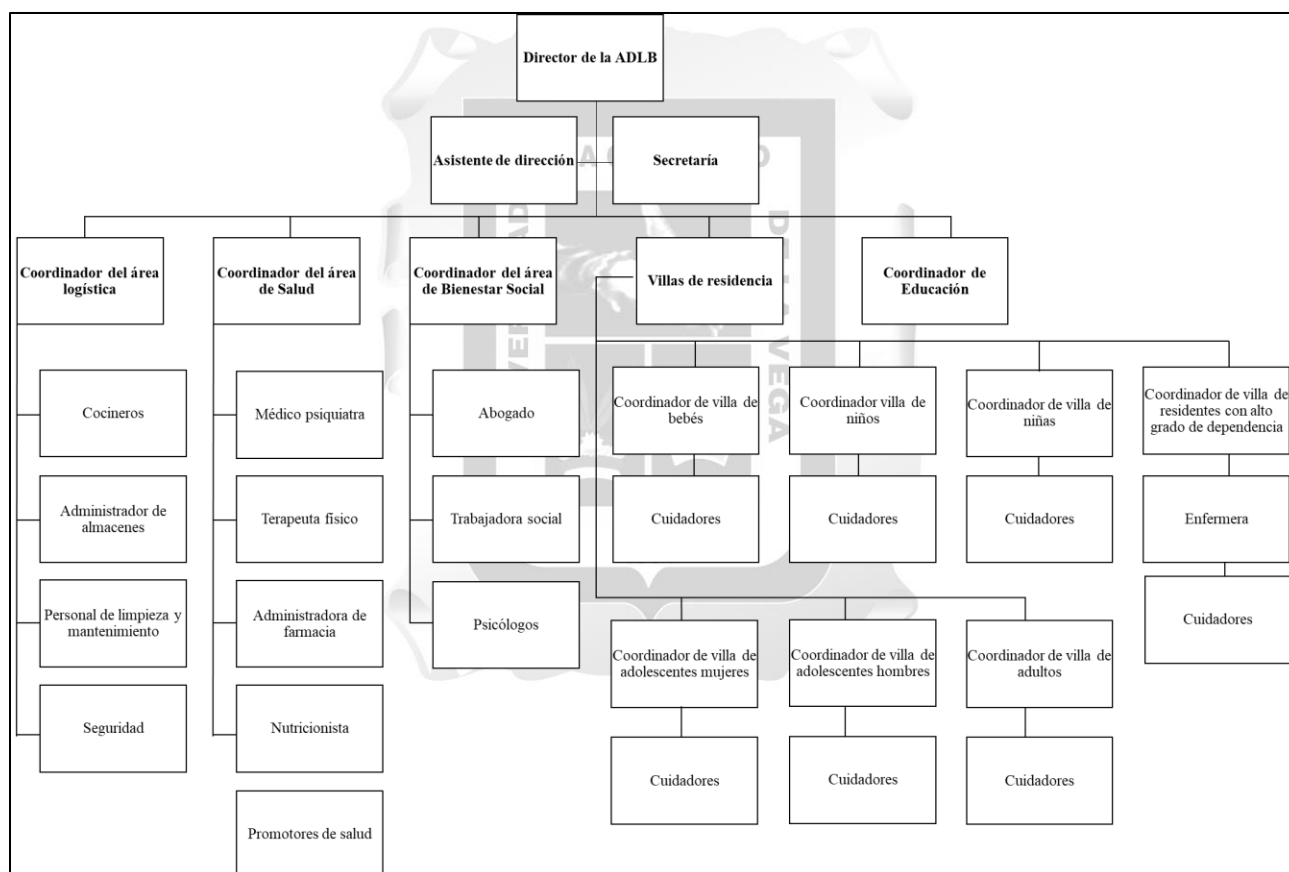 Director de la ADLB
Asistente de dirección
Secretaría
Coordinador del área
logística
Coordinador del área
de Salud
Coordinador del área
de Bienestar Social
Villas de residencia
Coordinador de
Educación
Cocineros
Médico psiquiatra
Abogado
Coordinador de villa de
bebés
Coordinador villa de
niños
Coordinador de villa de
niñas
Coordinador de villa de
residentes con alto
grado de dependencia
Administrador de
almacenes
Terapeuta físico
Trabajadora social
Cuidadores
Cuidadores
Cuidadores
Enfermera
Personal de limpieza y
mantenimiento
Administradora de
farmacia
Psicólogos
Cuidadores
Coordinador de villa de
adolescentes mujeres
Coordinador de villa de
adolescentes hombres
Coordinador de villa de
adultos
Seguridad
Nutricionista
Cuidadores
Cuidadores
Cuidadores
Promotores de salud
DE LA VEGA